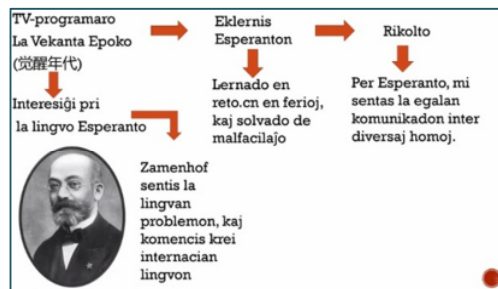 TV-programaro
La Vekanta Epoko
(觉醒年代)
Interesiĝi pri
la lingvo Esperanto
Zamenhof
sentis la
lingvan
problemon, kaj
komencis krei
internacian
lingvon
Eklernis
Esperanton
Lernado en
reto.cn en ferioj,
kaj solvado de
malfacilaĵo
Rikolto
Per Esperanto, mi
sentas la egalan
komunikadon inter
diversaj homoj.